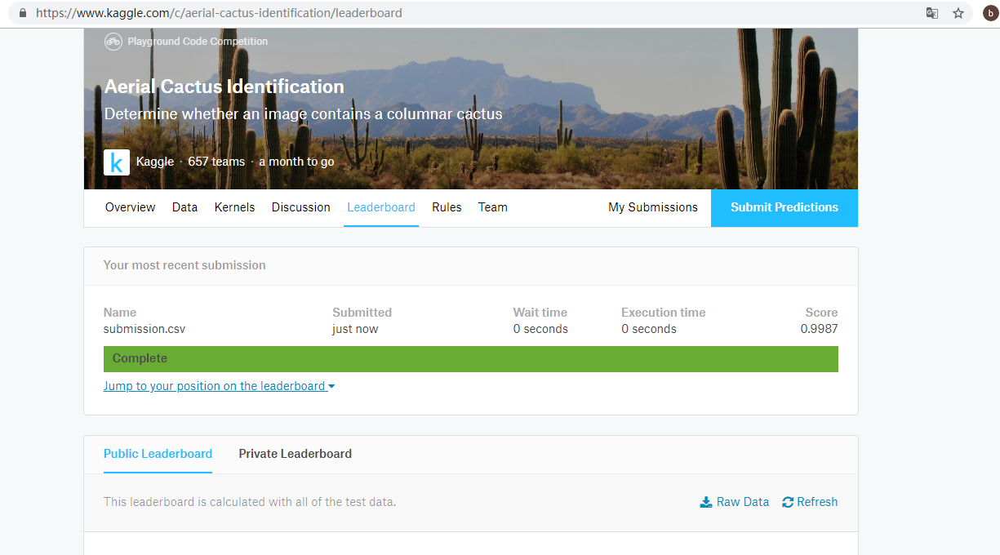 https://www.kaggle.com/c/aerial-cactus-identification/leaderboard
b
Playground Code Competition
Aerial Cactus Identification
Determine whether an image contains a columnar cactus
k
Kaggle · 657 teams · a month to go
Overview Data Kernels Discussion Leaderboard Rules Team My Submissions Submit Predictions
Your most recent submission
Name Submitted Wait time Execution time Score
submission.csv just now 0 seconds 0 seconds 0.9987
Complete
Jump to your position on the leaderboard
Public Leaderboard Private Leaderboard
This leaderboard is calculated with all of the test data. Raw Data Refresh